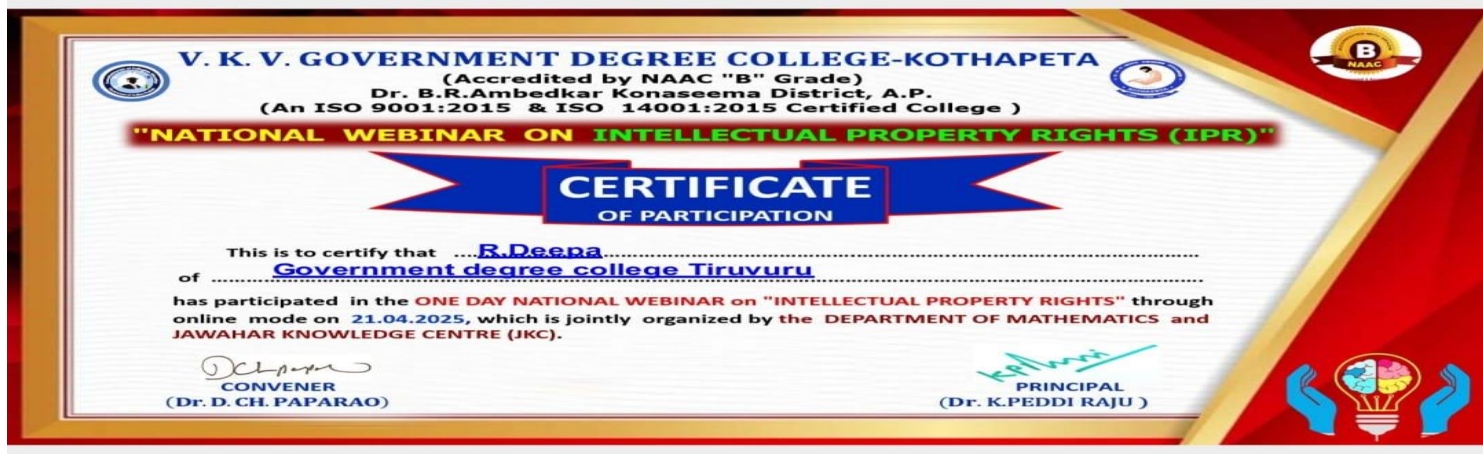 V. K. V. GOVERNMENT DEGREE COLLEGE-KOTHAPETA
(Accredited by NAAC "B" Grade)
Dr. B.R.Ambedkar Konaseema District, A.P.
(An ISO 9001:2015 & ISO 14001:2015 Certified College )
B
NAAC
"NATIONAL WEBINAR ON INTELLECTUAL PROPERTY RIGHTS (IPR)"
CERTIFICATE
OF PARTICIPATION
This is to certify that ....R.Deepa....
of ....Government degree college Tiruvuru....
has participated in the ONE DAY NATIONAL WEBINAR on "INTELLECTUAL PROPERTY RIGHTS" through
online mode on 21.04.2025, which is jointly organized by the DEPARTMENT OF MATHEMATICS and
JAWAHAR KNOWLEDGE CENTRE (JKC).
CONVENER
(Dr. D. CH. PAPARAO)
PRINCIPAL
(Dr. K.PEDDI RAJU )